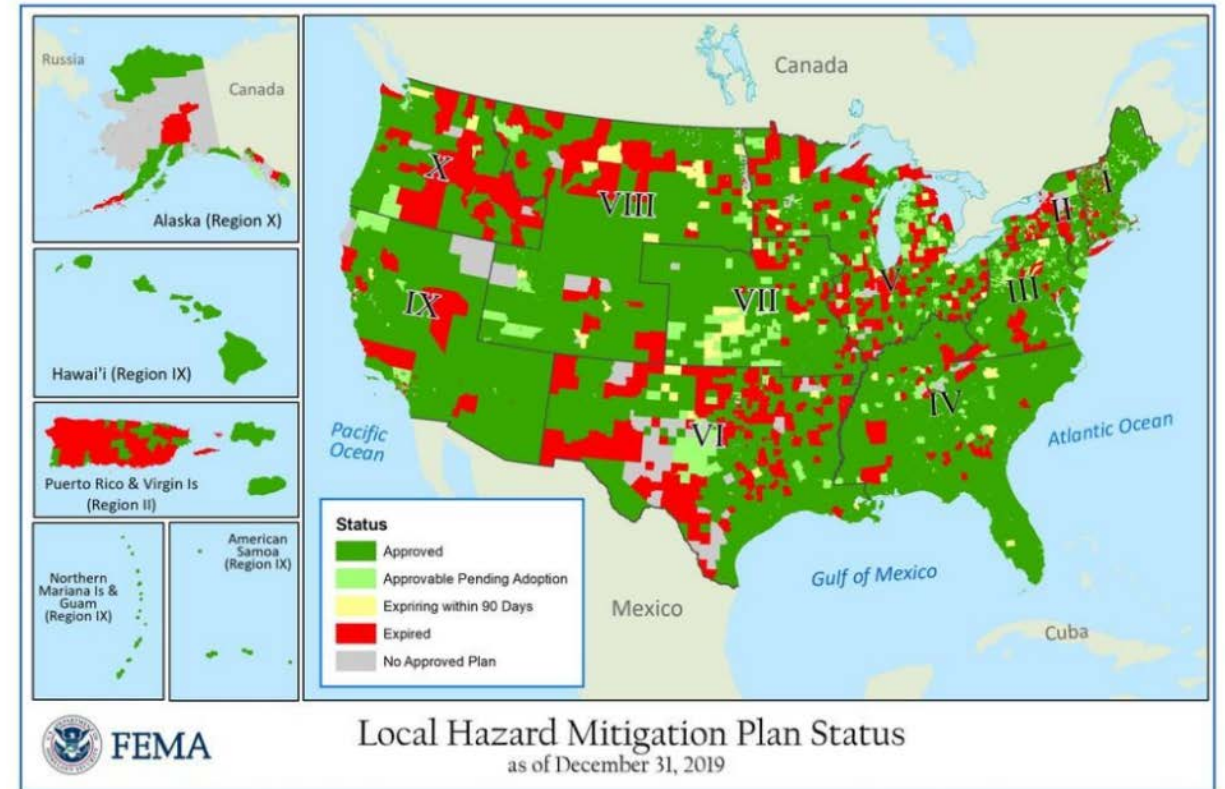 Russia
Canada
Alaska (Region X)
Hawai'i (Region IX)
Puerto Rico & Virgin Is
(Region II)
Northern
Mariana Is &
Guam
(Region IX)
American
Samoa
(Region IX)
Canada
X
VIII
I
II
IX
VII
V
III
VI
IV
Pacific
Ocean
Atlantic Ocean
Gulf of Mexico
Mexico
Cuba
Status
Approved
Approvable Pending Adoption
Expriring within 90 Days
Expired
No Approved Plan
FEMA
Local Hazard Mitigation Plan Status
as of December 31, 2019